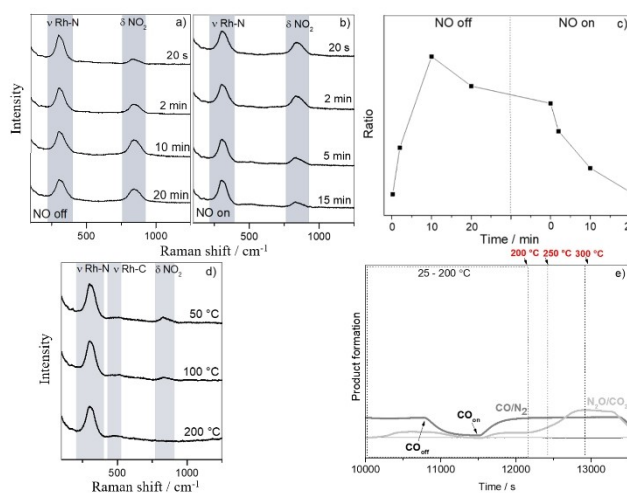 ν Rh-N δ NO2 a)
20 s
2 min
10 min
20 min
NO off
500 1000
Raman shift / cm-1
Intensity
ν Rh-N δ NO2 b)
20 s
2 min
5 min
15 min
NO on
500 1000
NO off NO on c)
Ratio
0 10 20 0 10 20
Time / min
ν Rh-N ν Rh-C δ NO2
d)
50 °C
100 °C
200 °C
Intensity
0 500 1000
Raman shift / cm-1
200 °C 250 °C 300 °C
25 - 200 °C e)
Product formation
CO/N2 N2O/CO2
COon
COoff
10000 11000 12000 13000
Time / s